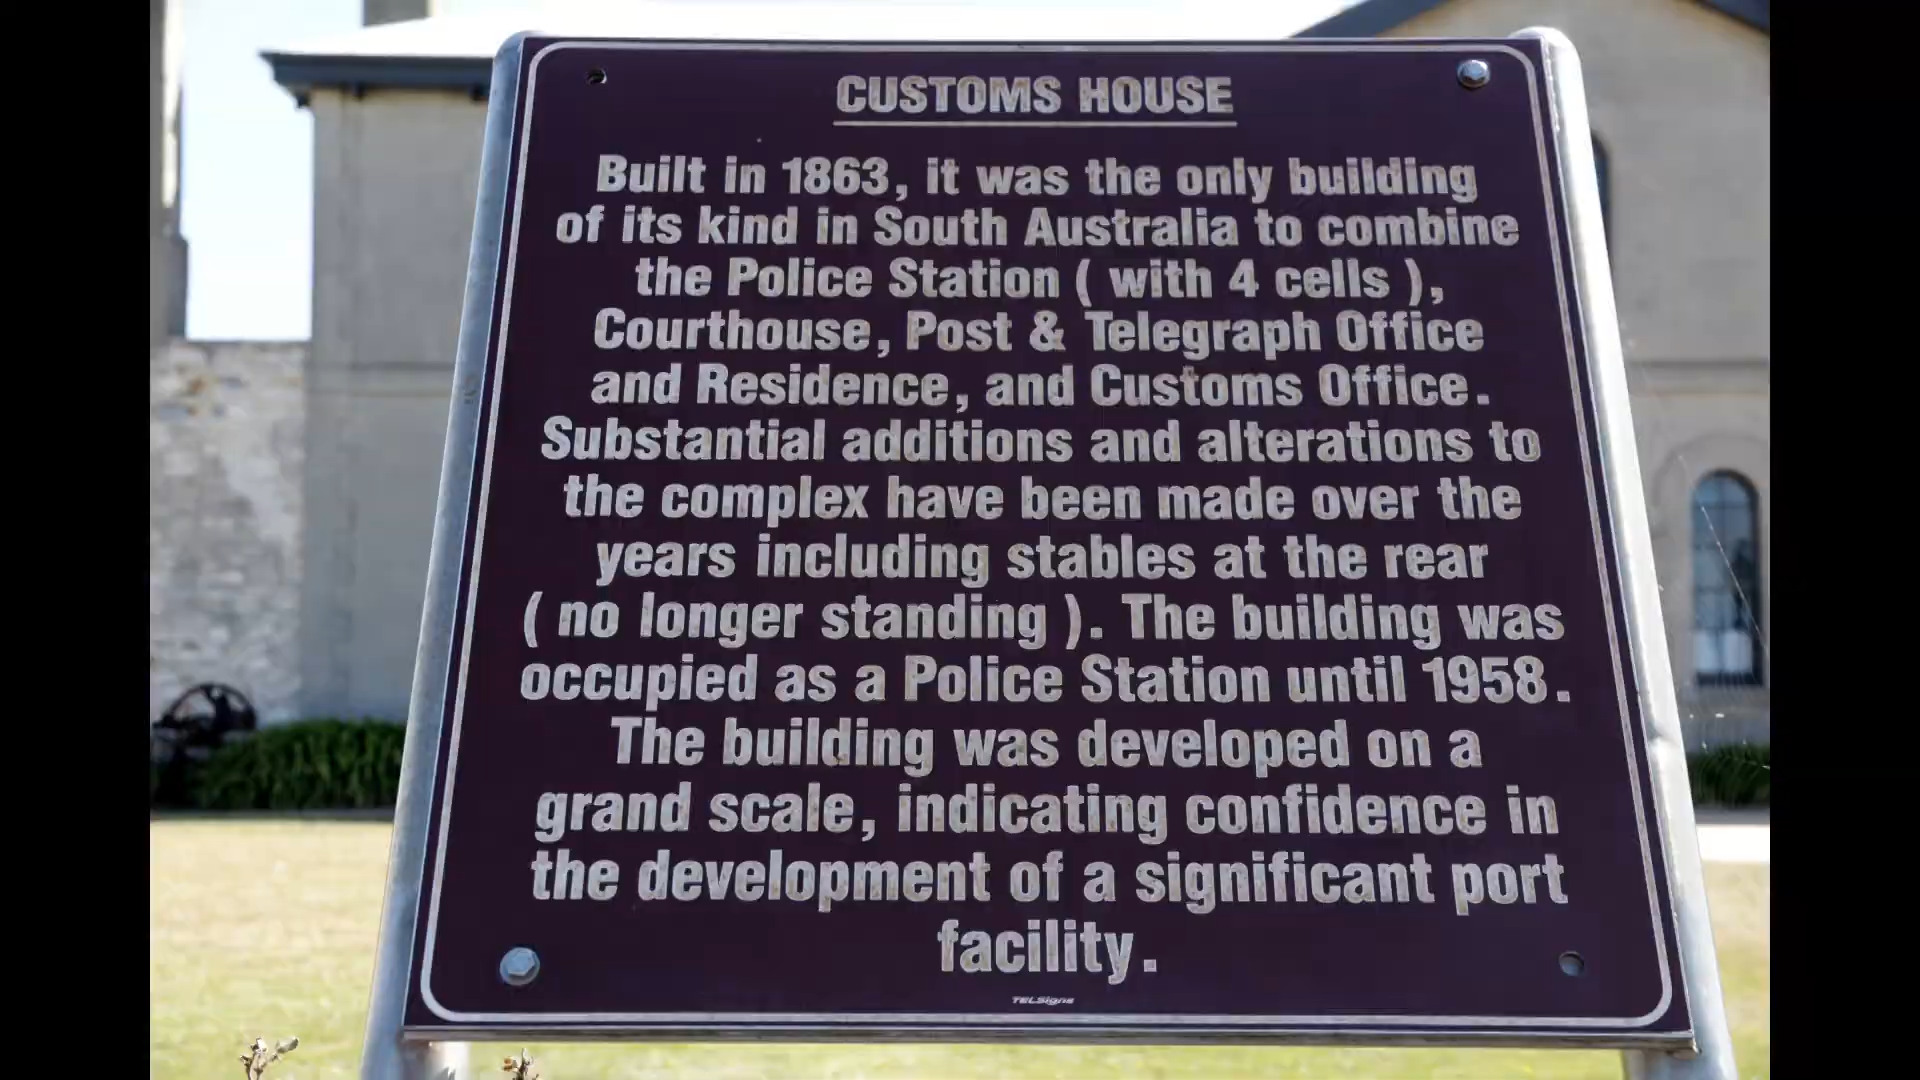 CUSTOMS HOUSE
Built in 1863, it was the only building
of its kind in South Australia to combine
the Police Station ( with 4 cells ),
Courthouse, Post & Telegraph Office
and Residence, and Customs Office.
Substantial additions and alterations to
the complex have been made over the
years including stables at the rear
( no longer standing ). The building was
occupied as a Police Station until 1958.
The building was developed on a
grand scale, indicating confidence in
the development of a significant port
facility.
TELSigns